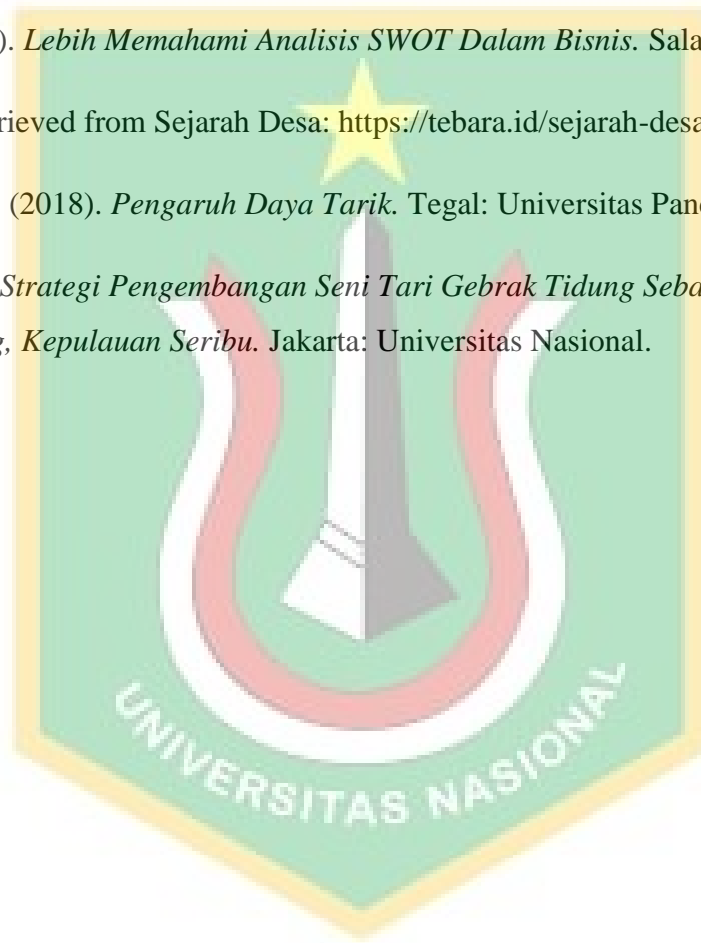 ). Lebih Memahami Analisis SWOT Dalam Bisnis. Sala
rieved from Sejarah Desa: https://tebara.id/sejarah-desa
(2018). Pengaruh Daya Tarik. Tegal: Universitas Panc
Strategi Pengembangan Seni Tari Gebrak Tidung Seba
, Kepulauan Seribu. Jakarta: Universitas Nasional.
UNIVERSITAS NASIONAL